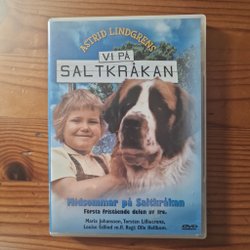 ASTRID LINDGRENS
VI PÅ
SALTKRÅKAN
Midsommar på Saltkråkan
Första fristående delen av tre.
Maria Johansson, Torsten Lilliecrona,
Louise Edlind m.fl. Regi: Olle Hellbom.
DVD